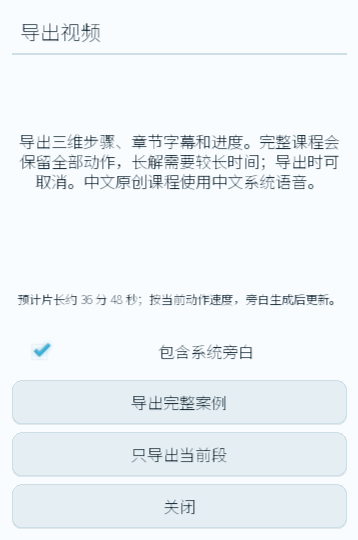 导出视频
导出三维步骤、章节字幕和进度。完整课程会
保留全部动作，长解需要较长时间；导出时可
取消。中文原创课程使用中文系统语音。
预计片长约 36 分 48 秒；按当前动作速度，旁白生成后更新。
包含系统旁白
导出完整案例
只导出当前段
关闭